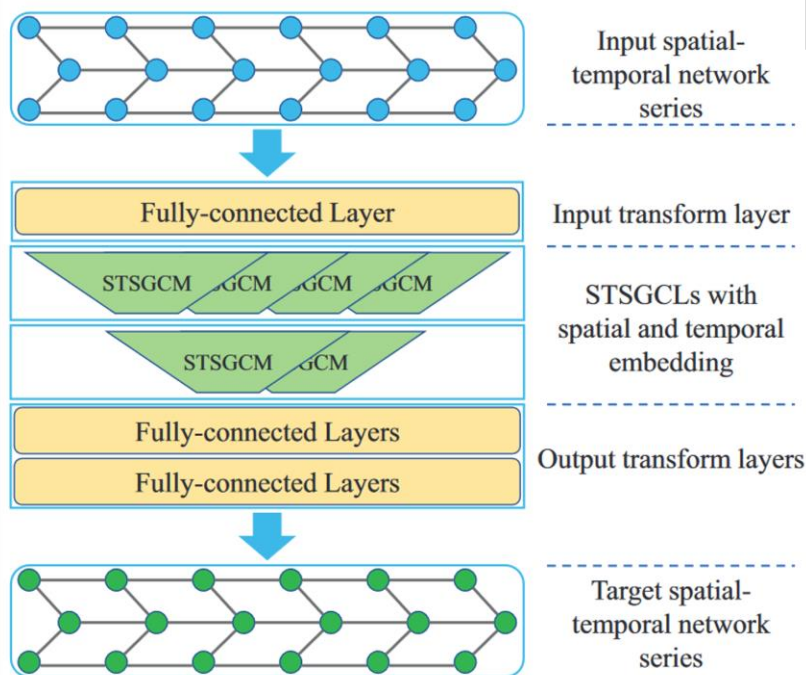 Input spatial-
temporal network
series
Fully-connected Layer
Input transform layer
STSGCM GCM GCM GCM
STSGCLs with
spatial and temporal
embedding
STSGCM GCM
Fully-connected Layers
Output transform layers
Fully-connected Layers
Target spatial-
temporal network
series